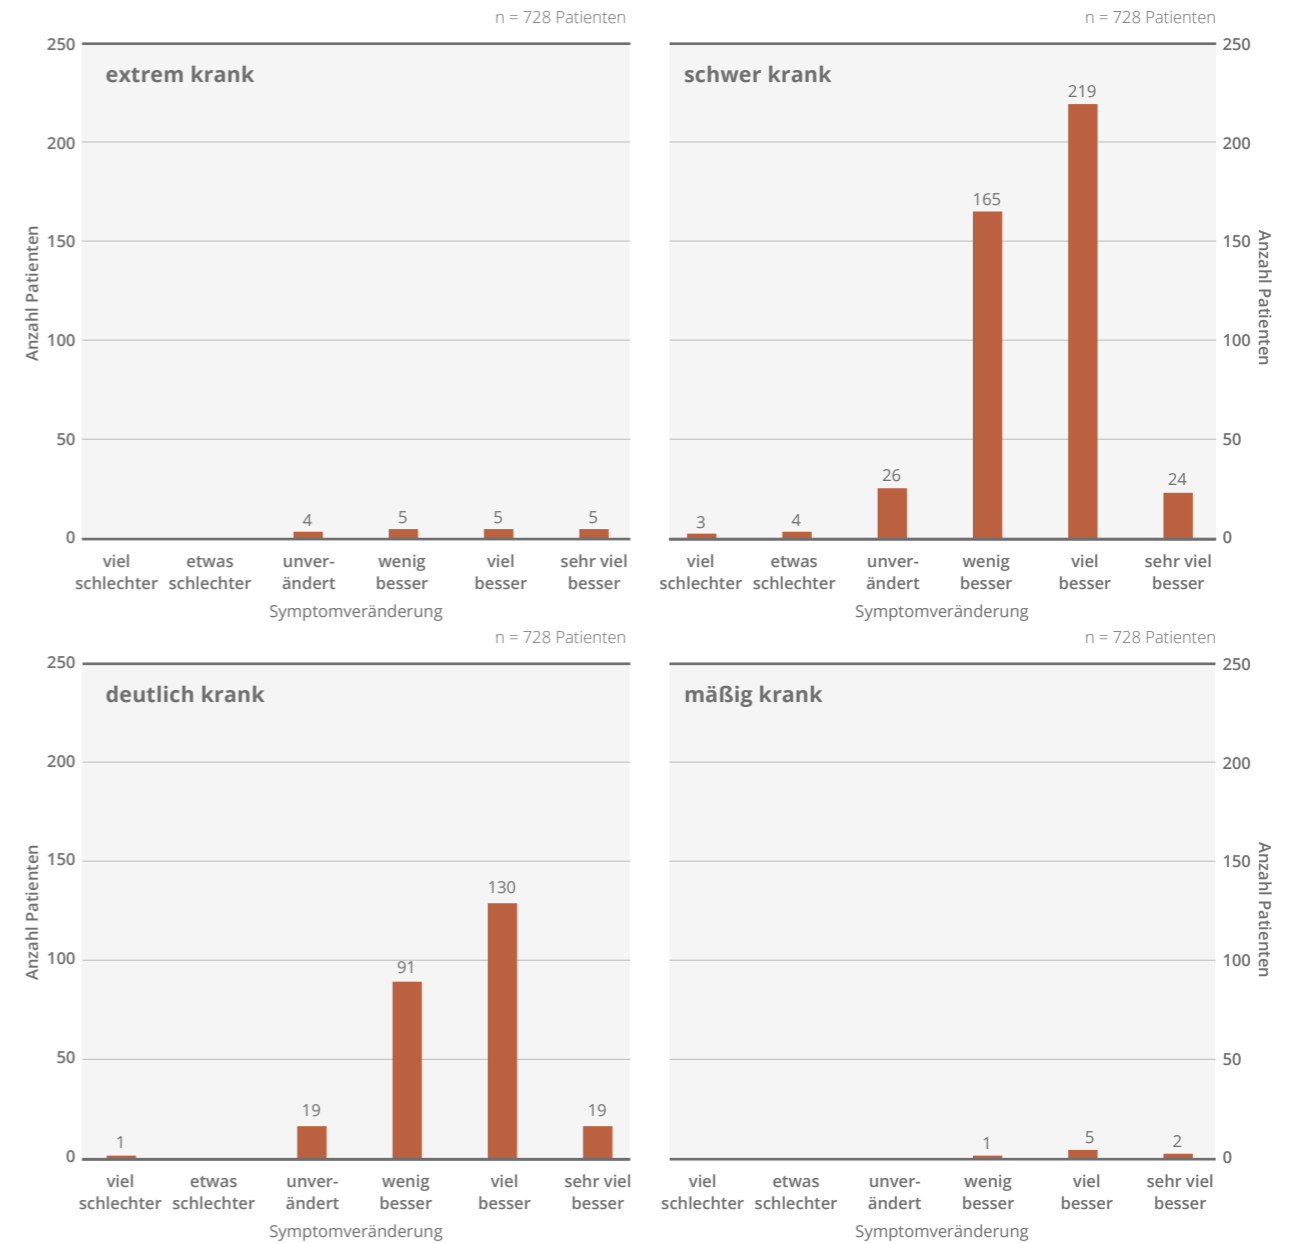 n = 728 Patienten
250
extrem krank
200
150
100
50
0
Anzahl Patienten
4
5
5
5
viel
schlechter
etwas
schlechter
unver-
ändert
wenig
besser
viel
besser
sehr viel
besser
Symptomveränderung
n = 728 Patienten
250
schwer krank
200
150
100
50
0
Anzahl Patienten
3
4
26
165
219
24
viel
schlechter
etwas
schlechter
unver-
ändert
wenig
besser
viel
besser
sehr viel
besser
Symptomveränderung
n = 728 Patienten
250
deutlich krank
200
150
100
50
0
Anzahl Patienten
1
19
91
130
19
viel
schlechter
etwas
schlechter
unver-
ändert
wenig
besser
viel
besser
sehr viel
besser
Symptomveränderung
n = 728 Patienten
250
mäßig krank
200
150
100
50
0
Anzahl Patienten
1
5
2
viel
schlechter
etwas
schlechter
unver-
ändert
wenig
besser
viel
besser
sehr viel
besser
Symptomveränderung